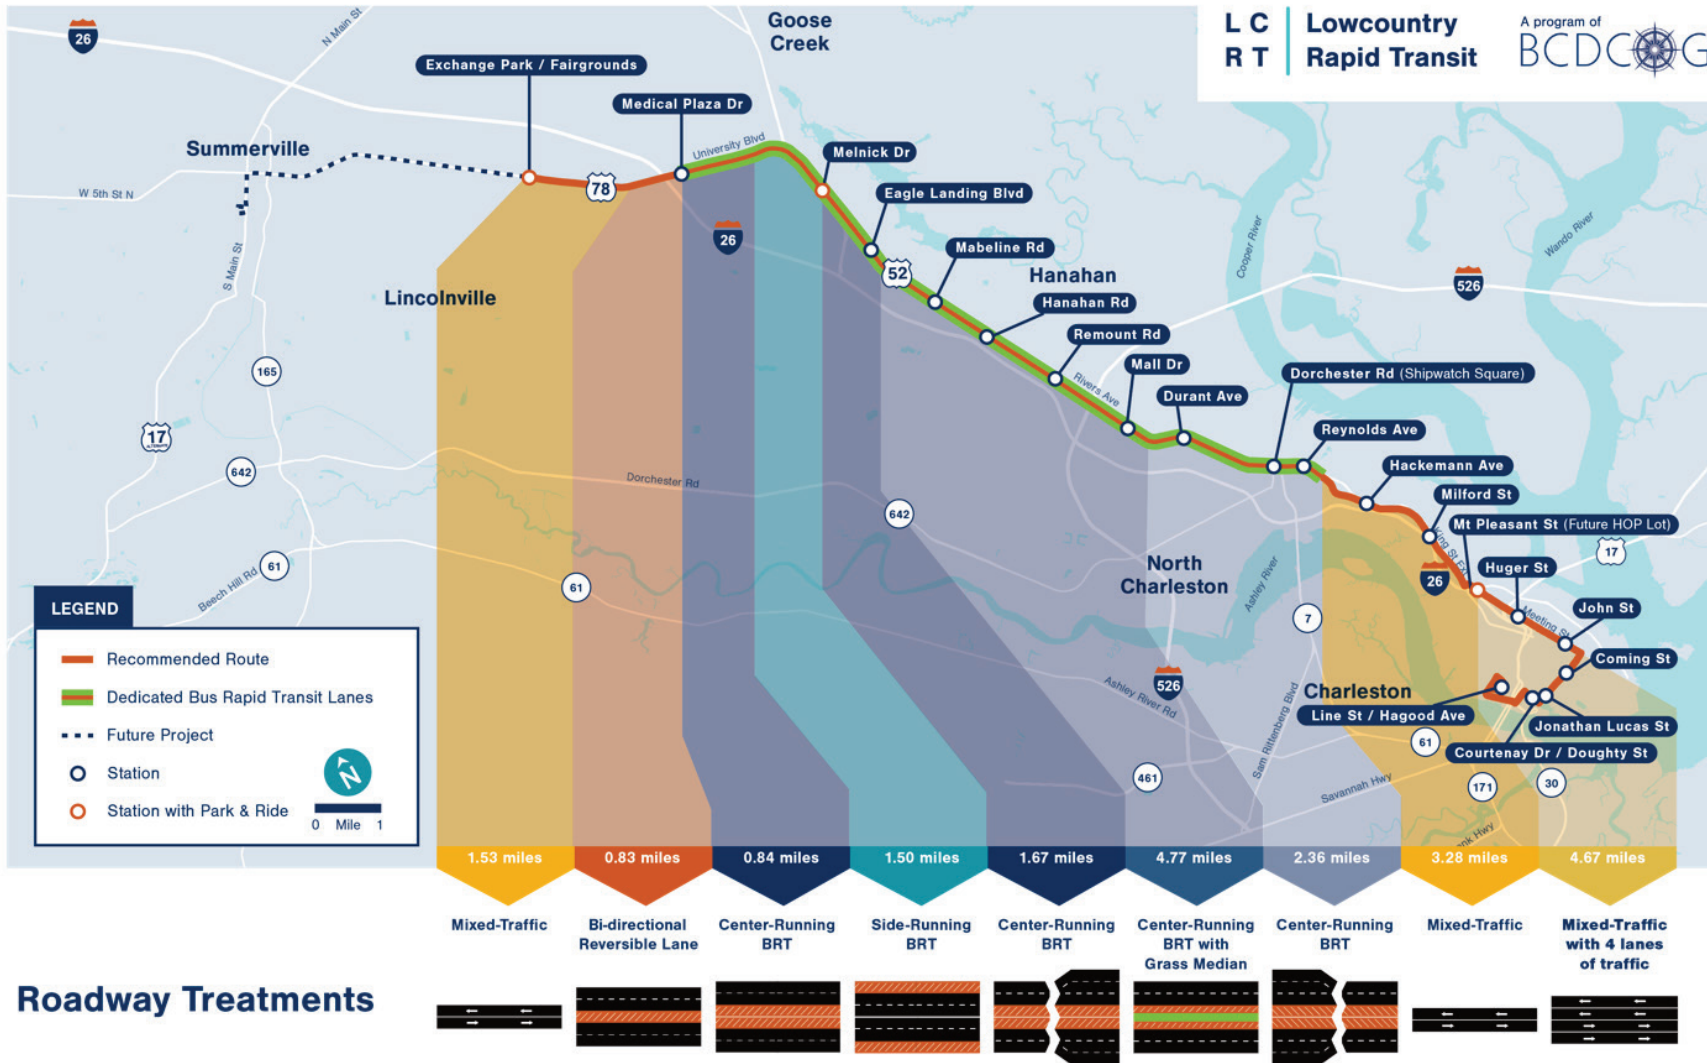 L C
R T
Lowcountry
Rapid Transit
A program of
BCDCOG
26
N Main St
Goose
Creek
Exchange Park / Fairgrounds
Medical Plaza Dr
University Blvd
Summerville
W 5th St N
78
Melnick Dr
Eagle Landing Blvd
26
Mabeline Rd
52
Hanahan
Hanahan Rd
Cooper River
Wando River
526
S Main St
Lincolnville
Remount Rd
Mall Dr
Rivers Ave
Durant Ave
Dorchester Rd (Shipwatch Square)
Reynolds Ave
165
17
ALTERNATE
642
Dorchester Rd
642
Hackemann Ave
Milford St
Mt Pleasant St (Future HOP Lot)
King St Ext
17
Huger St
26
North
Charleston
Ashley River
61
Beech Hill Rd
61
7
Meeting St
John St
Coming St
Charleston
Line St / Hagood Ave
Jonathan Lucas St
Courtenay Dr / Doughty St
526
Ashley River Rd
Sam Rittenberg Blvd
61
461
Savannah Hwy
171
30
LEGEND
Recommended Route
Dedicated Bus Rapid Transit Lanes
Future Project
Station
Station with Park & Ride
N
0 Mile 1
1.53 miles
0.83 miles
0.84 miles
1.50 miles
1.67 miles
4.77 miles
2.36 miles
3.28 miles
4.67 miles
Mixed-Traffic
Bi-directional
Reversible Lane
Center-Running
BRT
Side-Running
BRT
Center-Running
BRT
Center-Running
BRT with
Grass Median
Center-Running
BRT
Mixed-Traffic
Mixed-Traffic
with 4 lanes
of traffic
Roadway Treatments